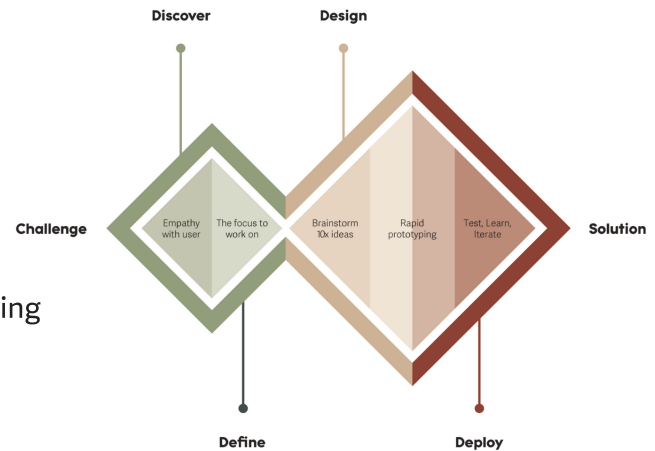 Discover
Design
Challenge
Empathy
with user
The focus to
work on
Brainstorm
10x ideas
Rapid
prototyping
Test, Learn,
Iterate
Solution
ing
Define
Deploy